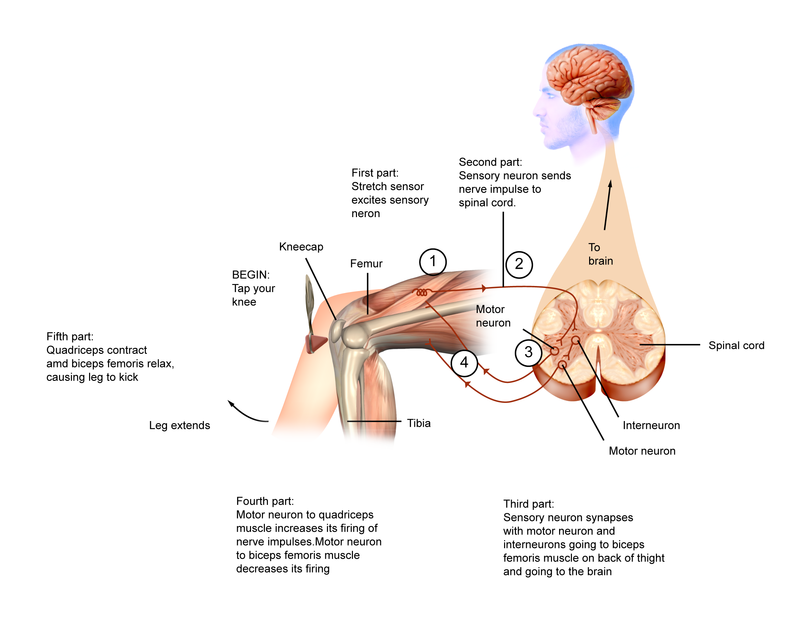 First part:
Stretch sensor
excites sensory
neron
Second part:
Sensory neuron sends
nerve impulse to
spinal cord.
Kneecap
Femur
BEGIN:
Tap your
knee
1
2
To
brain
Motor
neuron
3
4
Spinal cord
Fifth part:
Quadriceps contract
amd biceps femoris relax,
causing leg to kick
Leg extends
Tibia
Interneuron
Motor neuron
Fourth part:
Motor neuron to quadriceps
muscle increases its firing of
nerve impulses.Motor neuron
to biceps femoris muscle
decreases its firing
Third part:
Sensory neuron synapses
with motor neuron and
interneurons going to biceps
femoris muscle on back of thight
and going to the brain